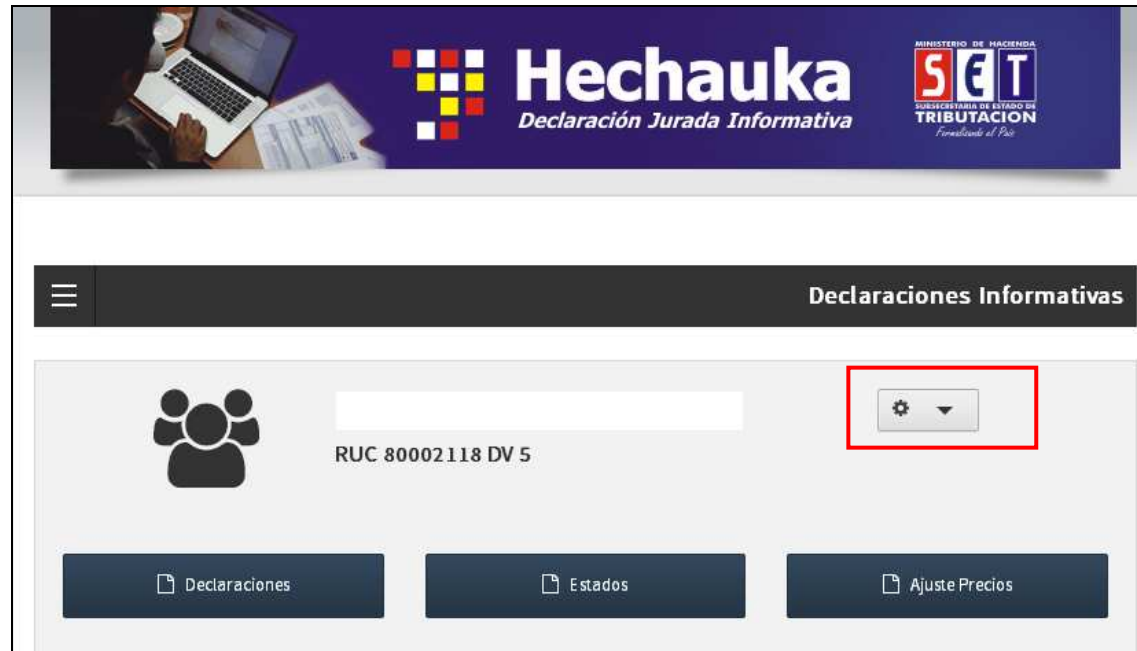 Hechauka
Declaración Jurada Informativa
MINISTERIO DE HACIENDA
SET
SUBSECRETARIA DE ESTADO DE
TRIBUTACION
Formalizando el País
Declaraciones Informativas
RUC 80002118 DV 5
Declaraciones
Estados
Ajuste Precios